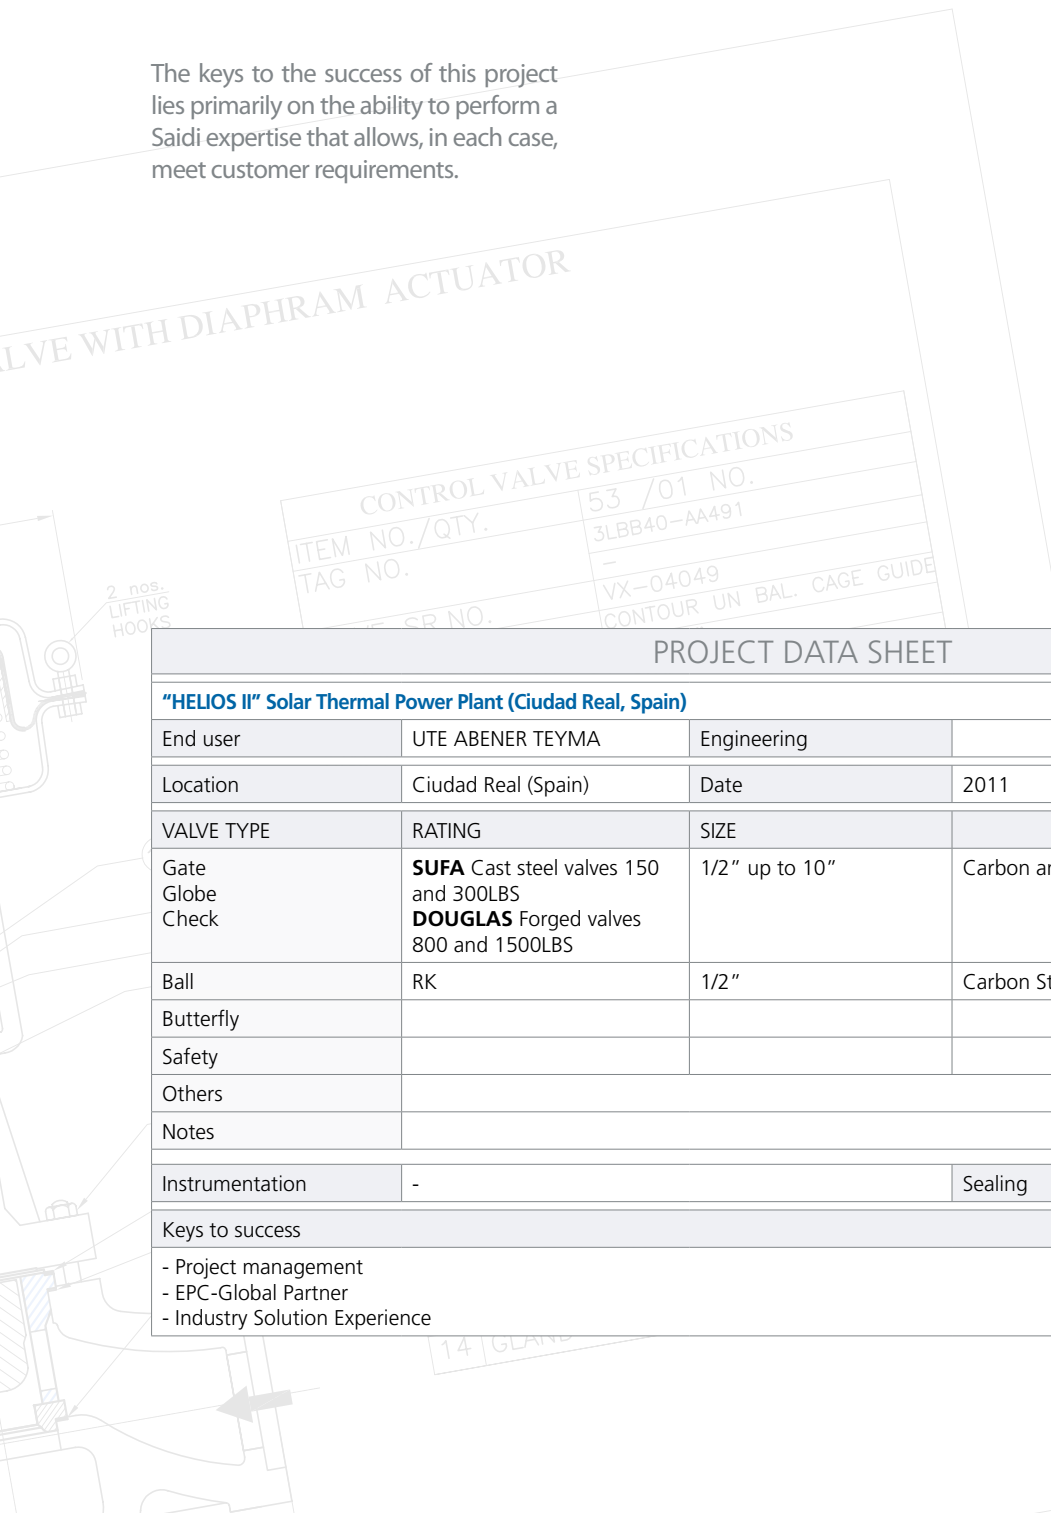 The keys to the success of this project
lies primarily on the ability to perform a
Saidi expertise that allows, in each case,
meet customer requirements.
WITH DIAPHRAM ACTUATOR
CONTROL VALVE SPECIFICATIONS
ITEM NO./QTY. 53 /01 NO.
TAG NO. 3LBB40-AA491
-
VX-04049
SR NO. CONTOUR UN BAL. CAGE GUIDE
2 nos.
LIFTING
HOOKS
PROJECT DATA SHEET
“HELIOS II” Solar Thermal Power Plant (Ciudad Real, Spain)
End user UTE ABENER TEYMA Engineering
Location Ciudad Real (Spain) Date 2011
VALVE TYPE RATING SIZE
Gate SUFA Cast steel valves 150 1/2” up to 10” Carbon
Globe and 300LBS
Check DOUGLAS Forged valves
800 and 1500LBS
Ball RK 1/2” Carbon
Butterfly
Safety
Others
Notes
Instrumentation - Sealing
Keys to success
- Project management
- EPC-Global Partner
- Industry Solution Experience
14 GLAND